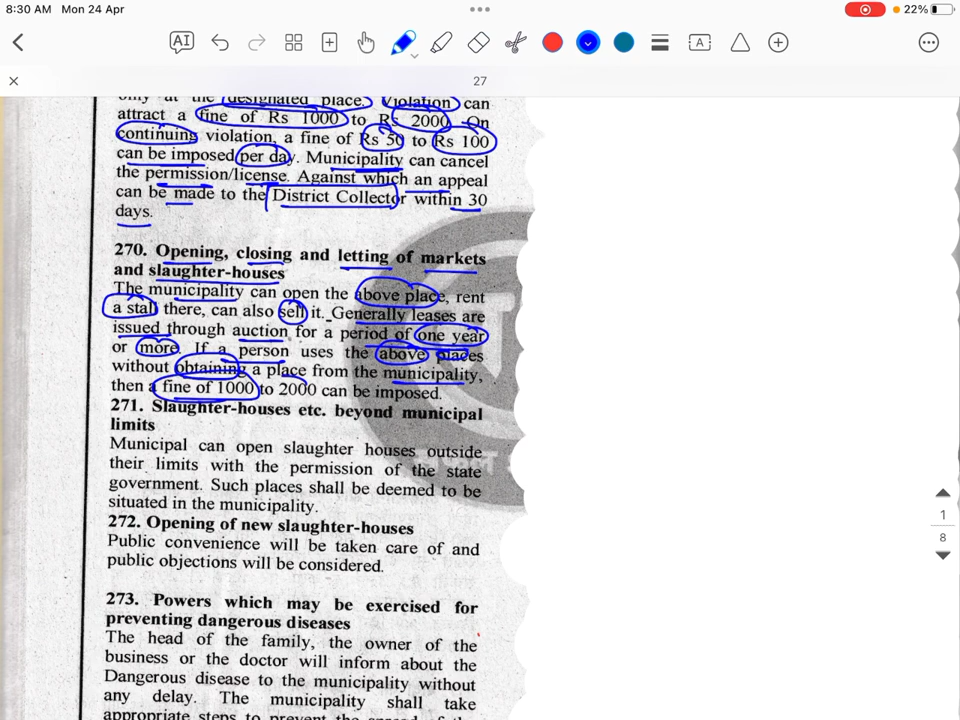 8:30 AM Mon 24 Apr
22%
AI
A
27
only at the designated place. Violation can
attract a fine of Rs 1000 to Rs 2000 On
continuing violation, a fine of Rs 50 to Rs 100
can be imposed per day. Municipality can cancel
the permission/license. Against which an appeal
can be made to the District Collector within 30
days.
270. Opening, closing and letting of markets
and slaughter-houses
The municipality can open the above place, rent
a stall there, can also sell it. Generally leases are
issued through auction for a period of one year
or more. If a person uses the above places
without obtaining a place from the municipality,
then a fine of 1000 to 2000 can be imposed.
271. Slaughter-houses etc. beyond municipal
limits
Municipal can open slaughter houses outside
their limits with the permission of the state
government. Such places shall be deemed to be
situated in the municipality.
272. Opening of new slaughter-houses
Public convenience will be taken care of and
public objections will be considered.
273. Powers which may be exercised for
preventing dangerous diseases
The head of the family, the owner of the
business or the doctor will inform about the
Dangerous disease to the municipality without
any delay. The municipality shall take
appropriate steps to prevent the spread of the
1
8